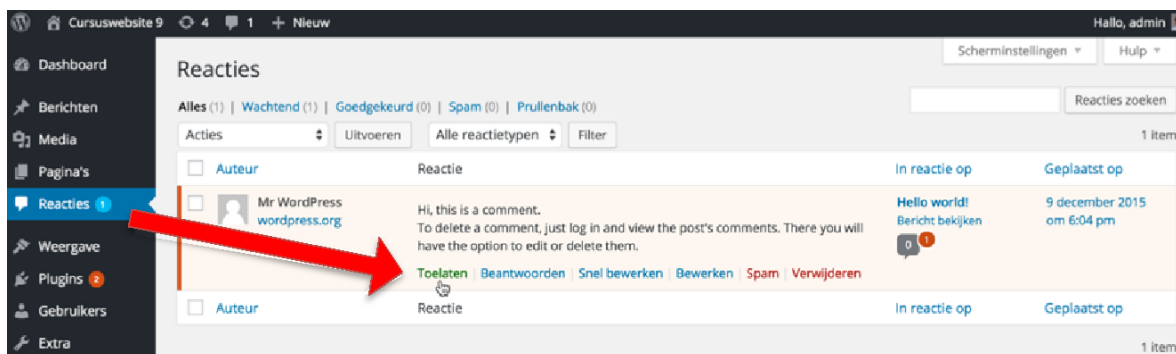 Cursuswebsite 9 4 1 + Nieuw Hallo, admin
Scherminstellingen Hulp
Dashboard
Berichten
Media
Pagina's
Reacties 1
Weergave
Plugins 2
Gebruikers
Extra
Reacties
Alles (1) | Wachtend (1) | Goedgekeurd (0) | Spam (0) | Prullenbak (0)
Reacties zoeken
Acties Uitvoeren Alle reactietypen Filter 1 item
Auteur Reactie In reactie op Geplaatst op
Mr WordPress
wordpress.org
Hi, this is a comment.
To delete a comment, just log in and view the post's comments. There you will
have the option to edit or delete them.
Toelaten | Beantwoorden | Snel bewerken | Bewerken | Spam | Verwijderen
Hello world!
Bericht bekijken
0 1
9 december 2015
om 6:04 pm
Auteur Reactie In reactie op Geplaatst op
1 item